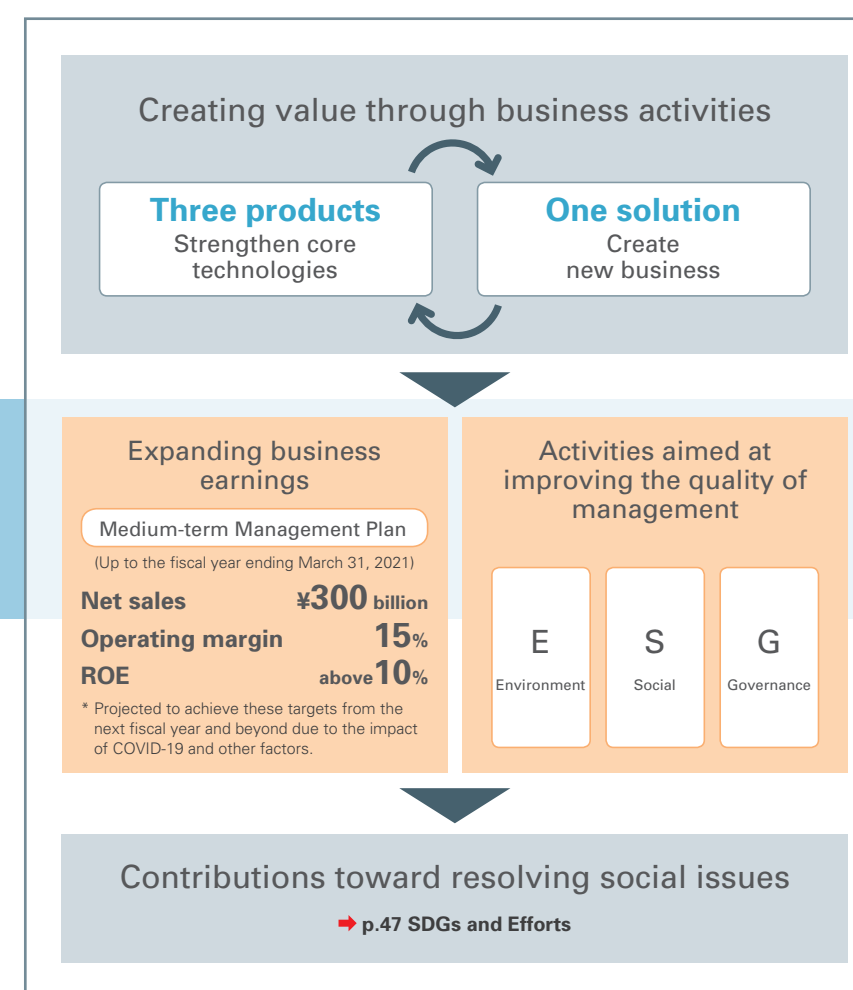 Creating value through business activities
Three products
Strengthen core
technologies
One solution
Create
new business
Expanding business
earnings
Medium-term Management Plan
(Up to the fiscal year ending March 31, 2021)
Net sales ¥300 billion
Operating margin 15%
ROE above 10%
* Projected to achieve these targets from the
next fiscal year and beyond due to the impact
of COVID-19 and other factors.
Activities aimed at
improving the quality of
management
E
Environment
S
Social
G
Governance
Contributions toward resolving social issues
➡ p.47 SDGs and Efforts